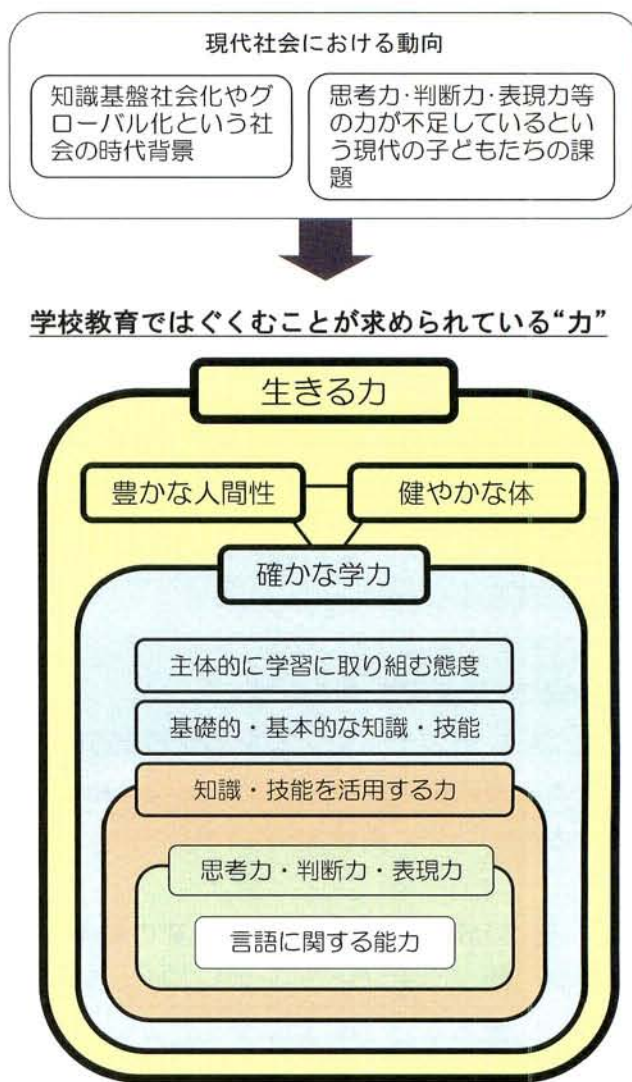 現代社会における動向
知識基盤社会化やグ
ローバル化という社
会の時代背景
思考力・判断力・表現力等
の力が不足しているとい
う現代の子どもたちの課
題
学校教育ではぐくむことが求められている“力”
生きる力
豊かな人間性
健やかな体
確かな学力
主体的に学習に取り組む態度
基礎的・基本的な知識・技能
知識・技能を活用する力
思考力・判断力・表現力
言語に関する能力